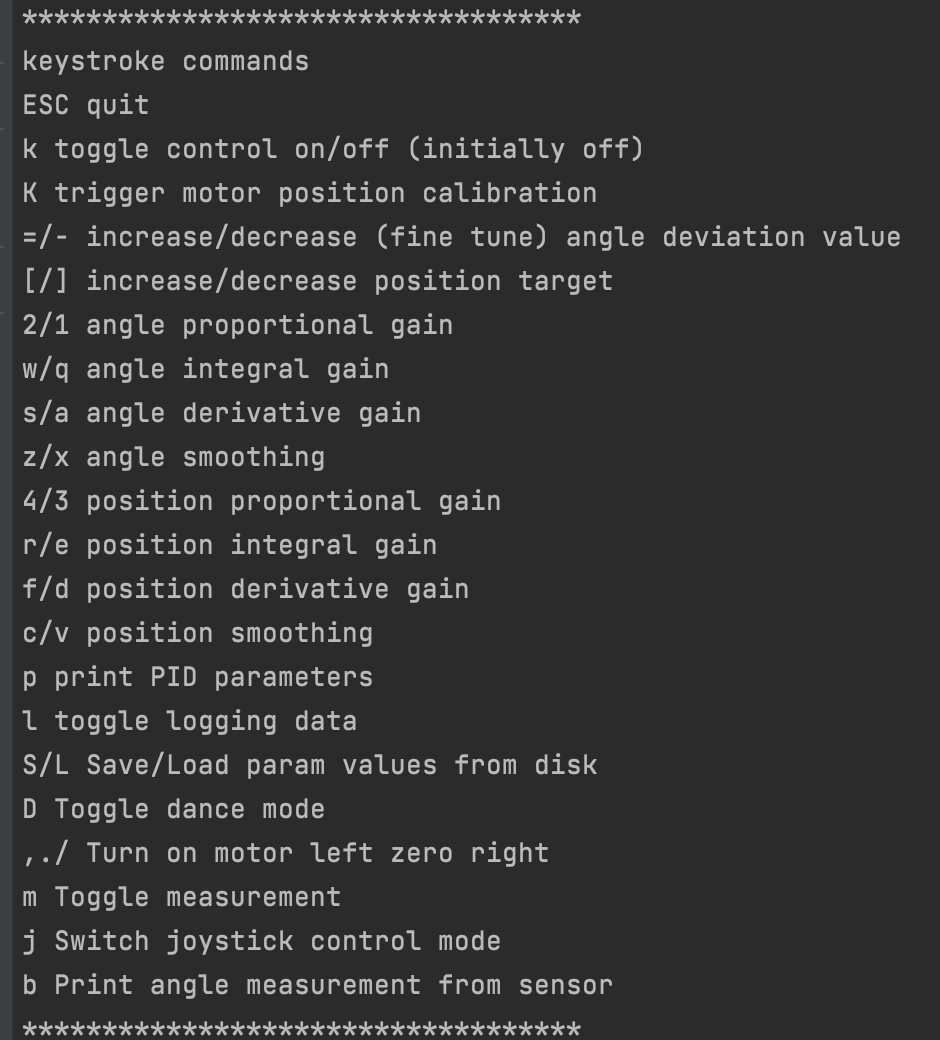 ***********************************
keystroke commands
ESC quit
k toggle control on/off (initially off)
K trigger motor position calibration
=/- increase/decrease (fine tune) angle deviation value
[/] increase/decrease position target
2/1 angle proportional gain
w/q angle integral gain
s/a angle derivative gain
z/x angle smoothing
4/3 position proportional gain
r/e position integral gain
f/d position derivative gain
c/v position smoothing
p print PID parameters
l toggle logging data
S/L Save/Load param values from disk
D Toggle dance mode
,./ Turn on motor left zero right
m Toggle measurement
j Switch joystick control mode
b Print angle measurement from sensor
***********************************